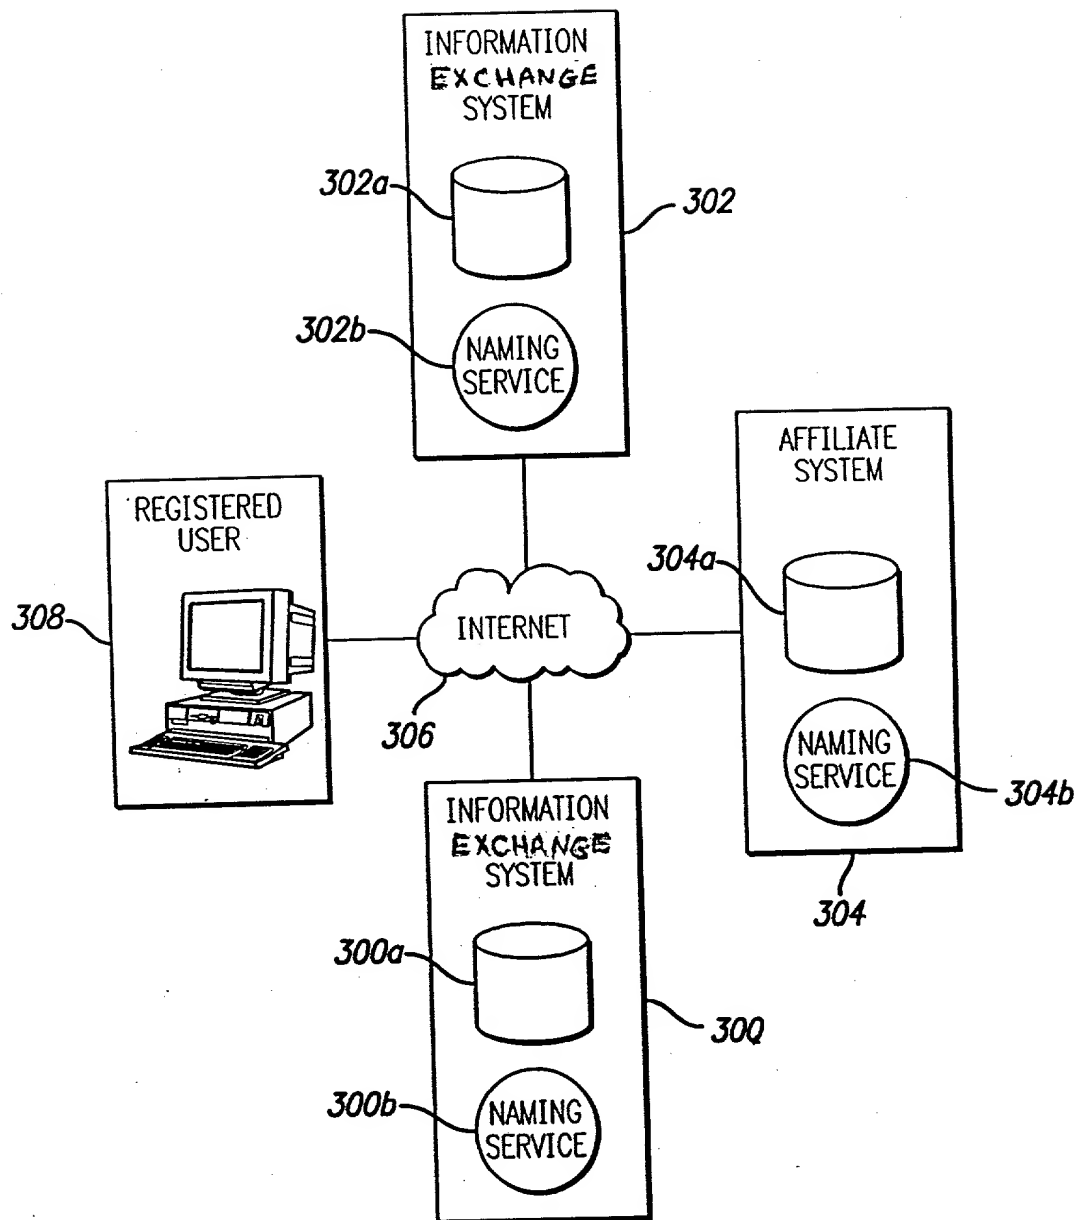 INFORMATION
EXCHANGE
SYSTEM
302a
302
302b
NAMING
SERVICE
AFFILIATE
SYSTEM
REGISTERED
USER
304a
308
INTERNET
306
NAMING
SERVICE
304b
INFORMATION
EXCHANGE
SYSTEM
304
300a
300
300b
NAMING
SERVICE